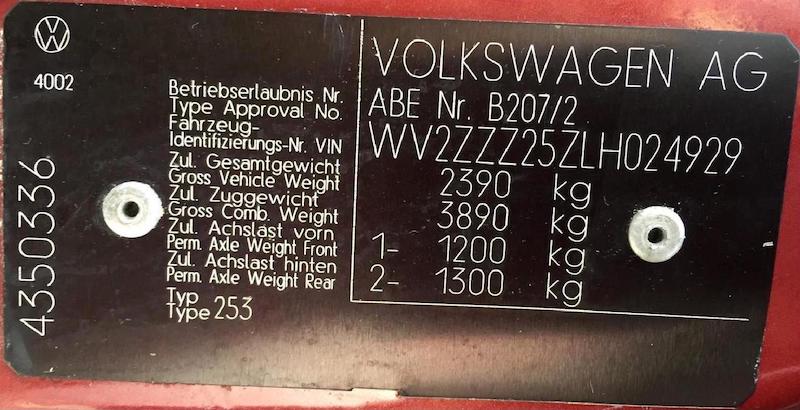 4002
4350336
Betriebserlaubnis Nr.
Type Approval No.
Fahrzeug-
Identifizierungs-Nr. VIN
Zul. Gesamtgewicht
Gross Vehicle Weight
Zul. Zuggewicht
Gross Comb. Weight
Zul. Achslast vorn
Perm. Axle Weight Front
Zul. Achslast hinten
Perm. Axle Weight Rear
Typ
Type 253
VOLKSWAGEN AG
ABE Nr. B207/2
WV2ZZZ25ZLH024929
2390 kg
3890 kg
1- 1200 kg
2- 1300 kg